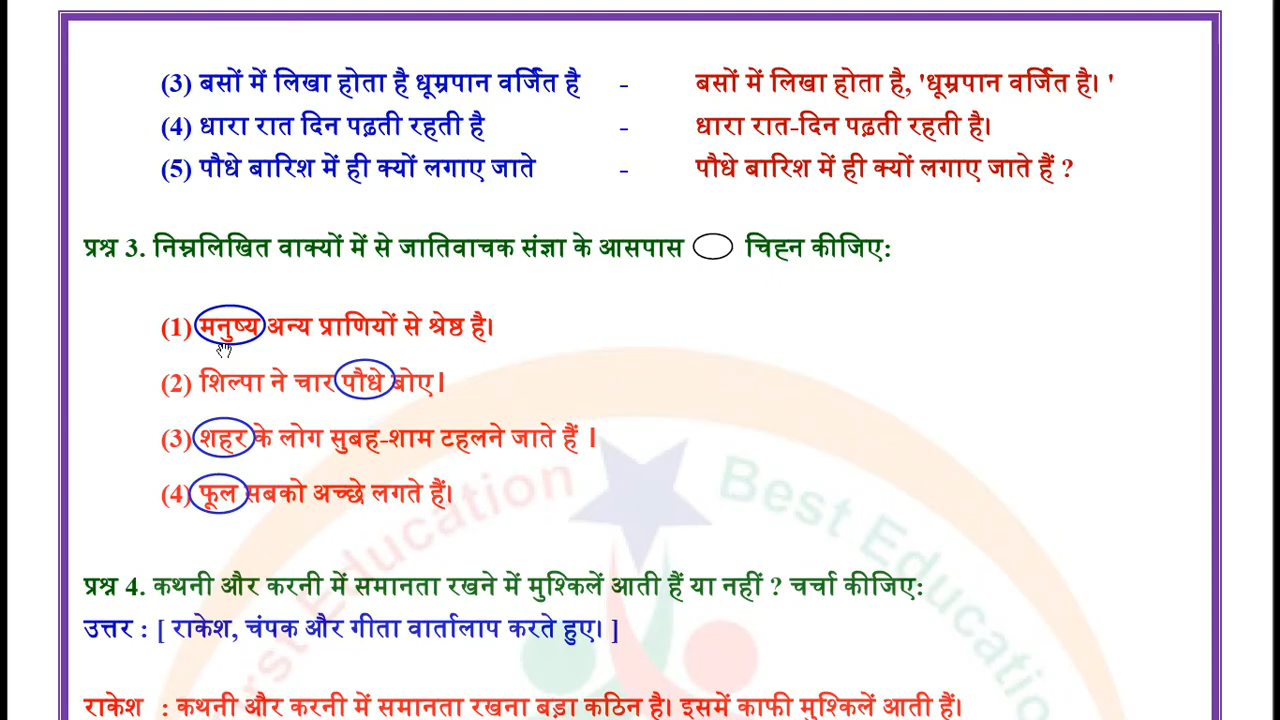 (3) बसों में लिखा होता है धूम्रपान वर्जित है - बसों में लिखा होता है, 'धूम्रपान वर्जित है। '
(4) धारा रात दिन पढ़ती रहती है - धारा रात-दिन पढ़ती रहती है।
(5) पौधे बारिश में ही क्यों लगाए जाते - पौधे बारिश में ही क्यों लगाए जाते हैं ?
प्रश्न 3. निम्नलिखित वाक्यों में से जातिवाचक संज्ञा के आसपास चिह्न कीजिए:
(1) मनुष्य अन्य प्राणियों से श्रेष्ठ है।
(2) शिल्पा ने चार पौधे बोए।
(3) शहर के लोग सुबह-शाम टहलने जाते हैं ।
(4) फूल सबको अच्छे लगते हैं।
प्रश्न 4. कथनी और करनी में समानता रखने में मुश्किलें आती हैं या नहीं ? चर्चा कीजिए:
उत्तर : [ राकेश, चंपक और गीता वार्तालाप करते हुए। ]
राकेश : कथनी और करनी में समानता रखना बड़ा कठिन है। इसमें काफी मुश्किलें आती हैं।
Education
Best Education